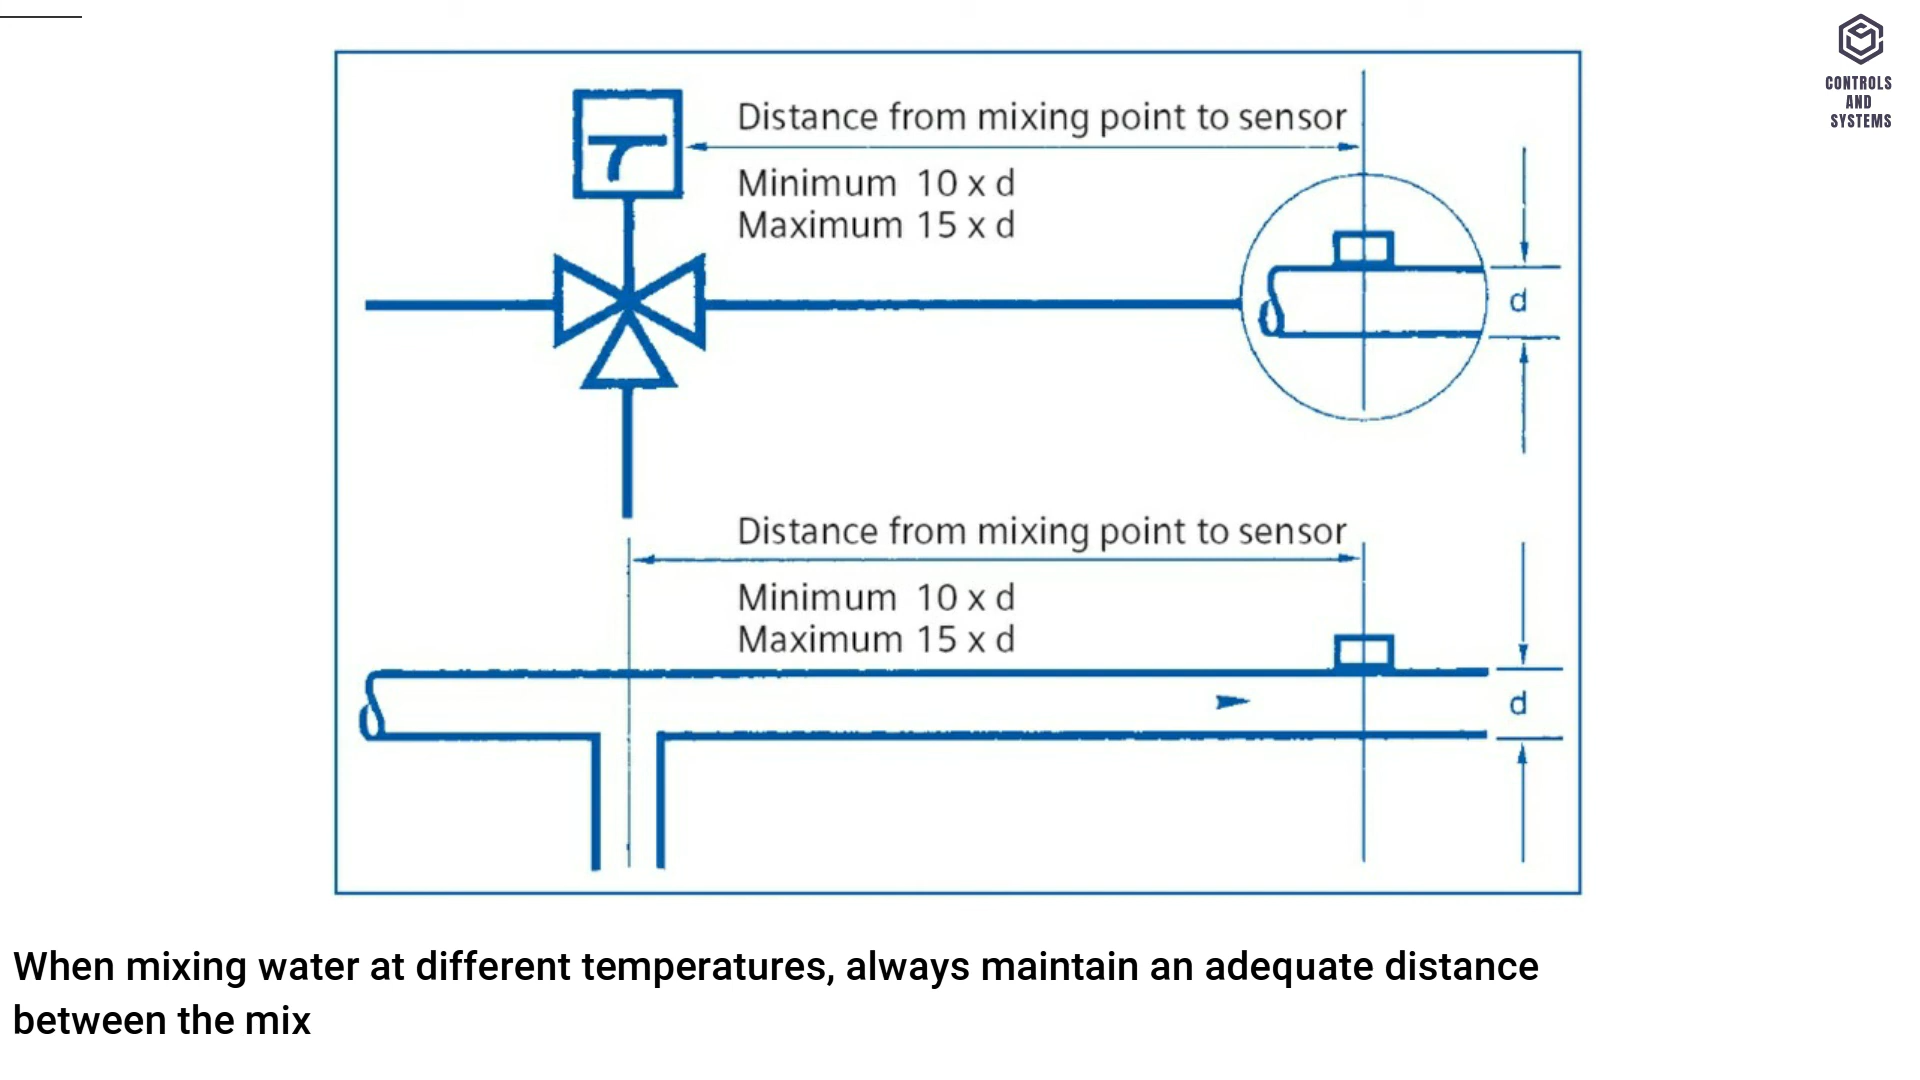 CONTROLS
AND
SYSTEMS
Distance from mixing point to sensor
Minimum 10 x d
Maximum 15 x d
d
Distance from mixing point to sensor
Minimum 10 x d
Maximum 15 x d
d
When mixing water at different temperatures, always maintain an adequate distance
between the mix